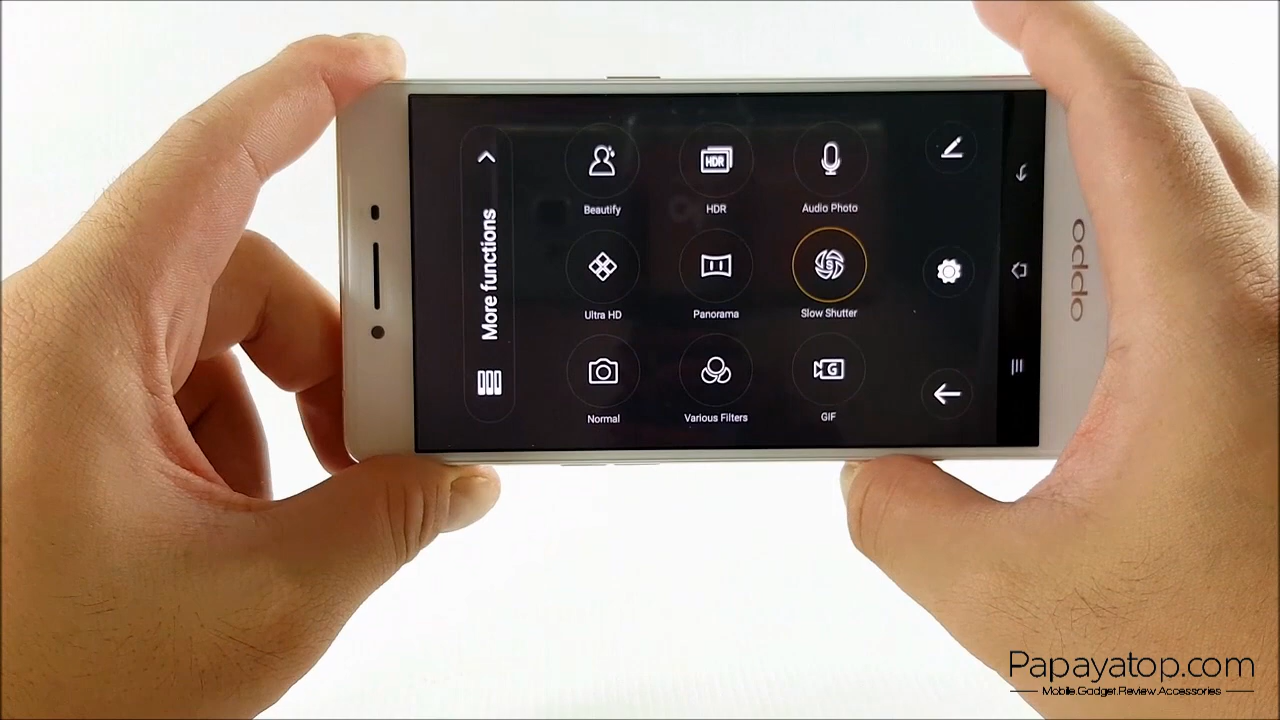 More functions
Beautify
HDR
HDR
Audio Photo
Ultra HD
Panorama
S
Slow Shutter
Normal
Various Filters
G
GIF
oppo
Papayatop.com
Mobile.Gadget.Review.Accessories